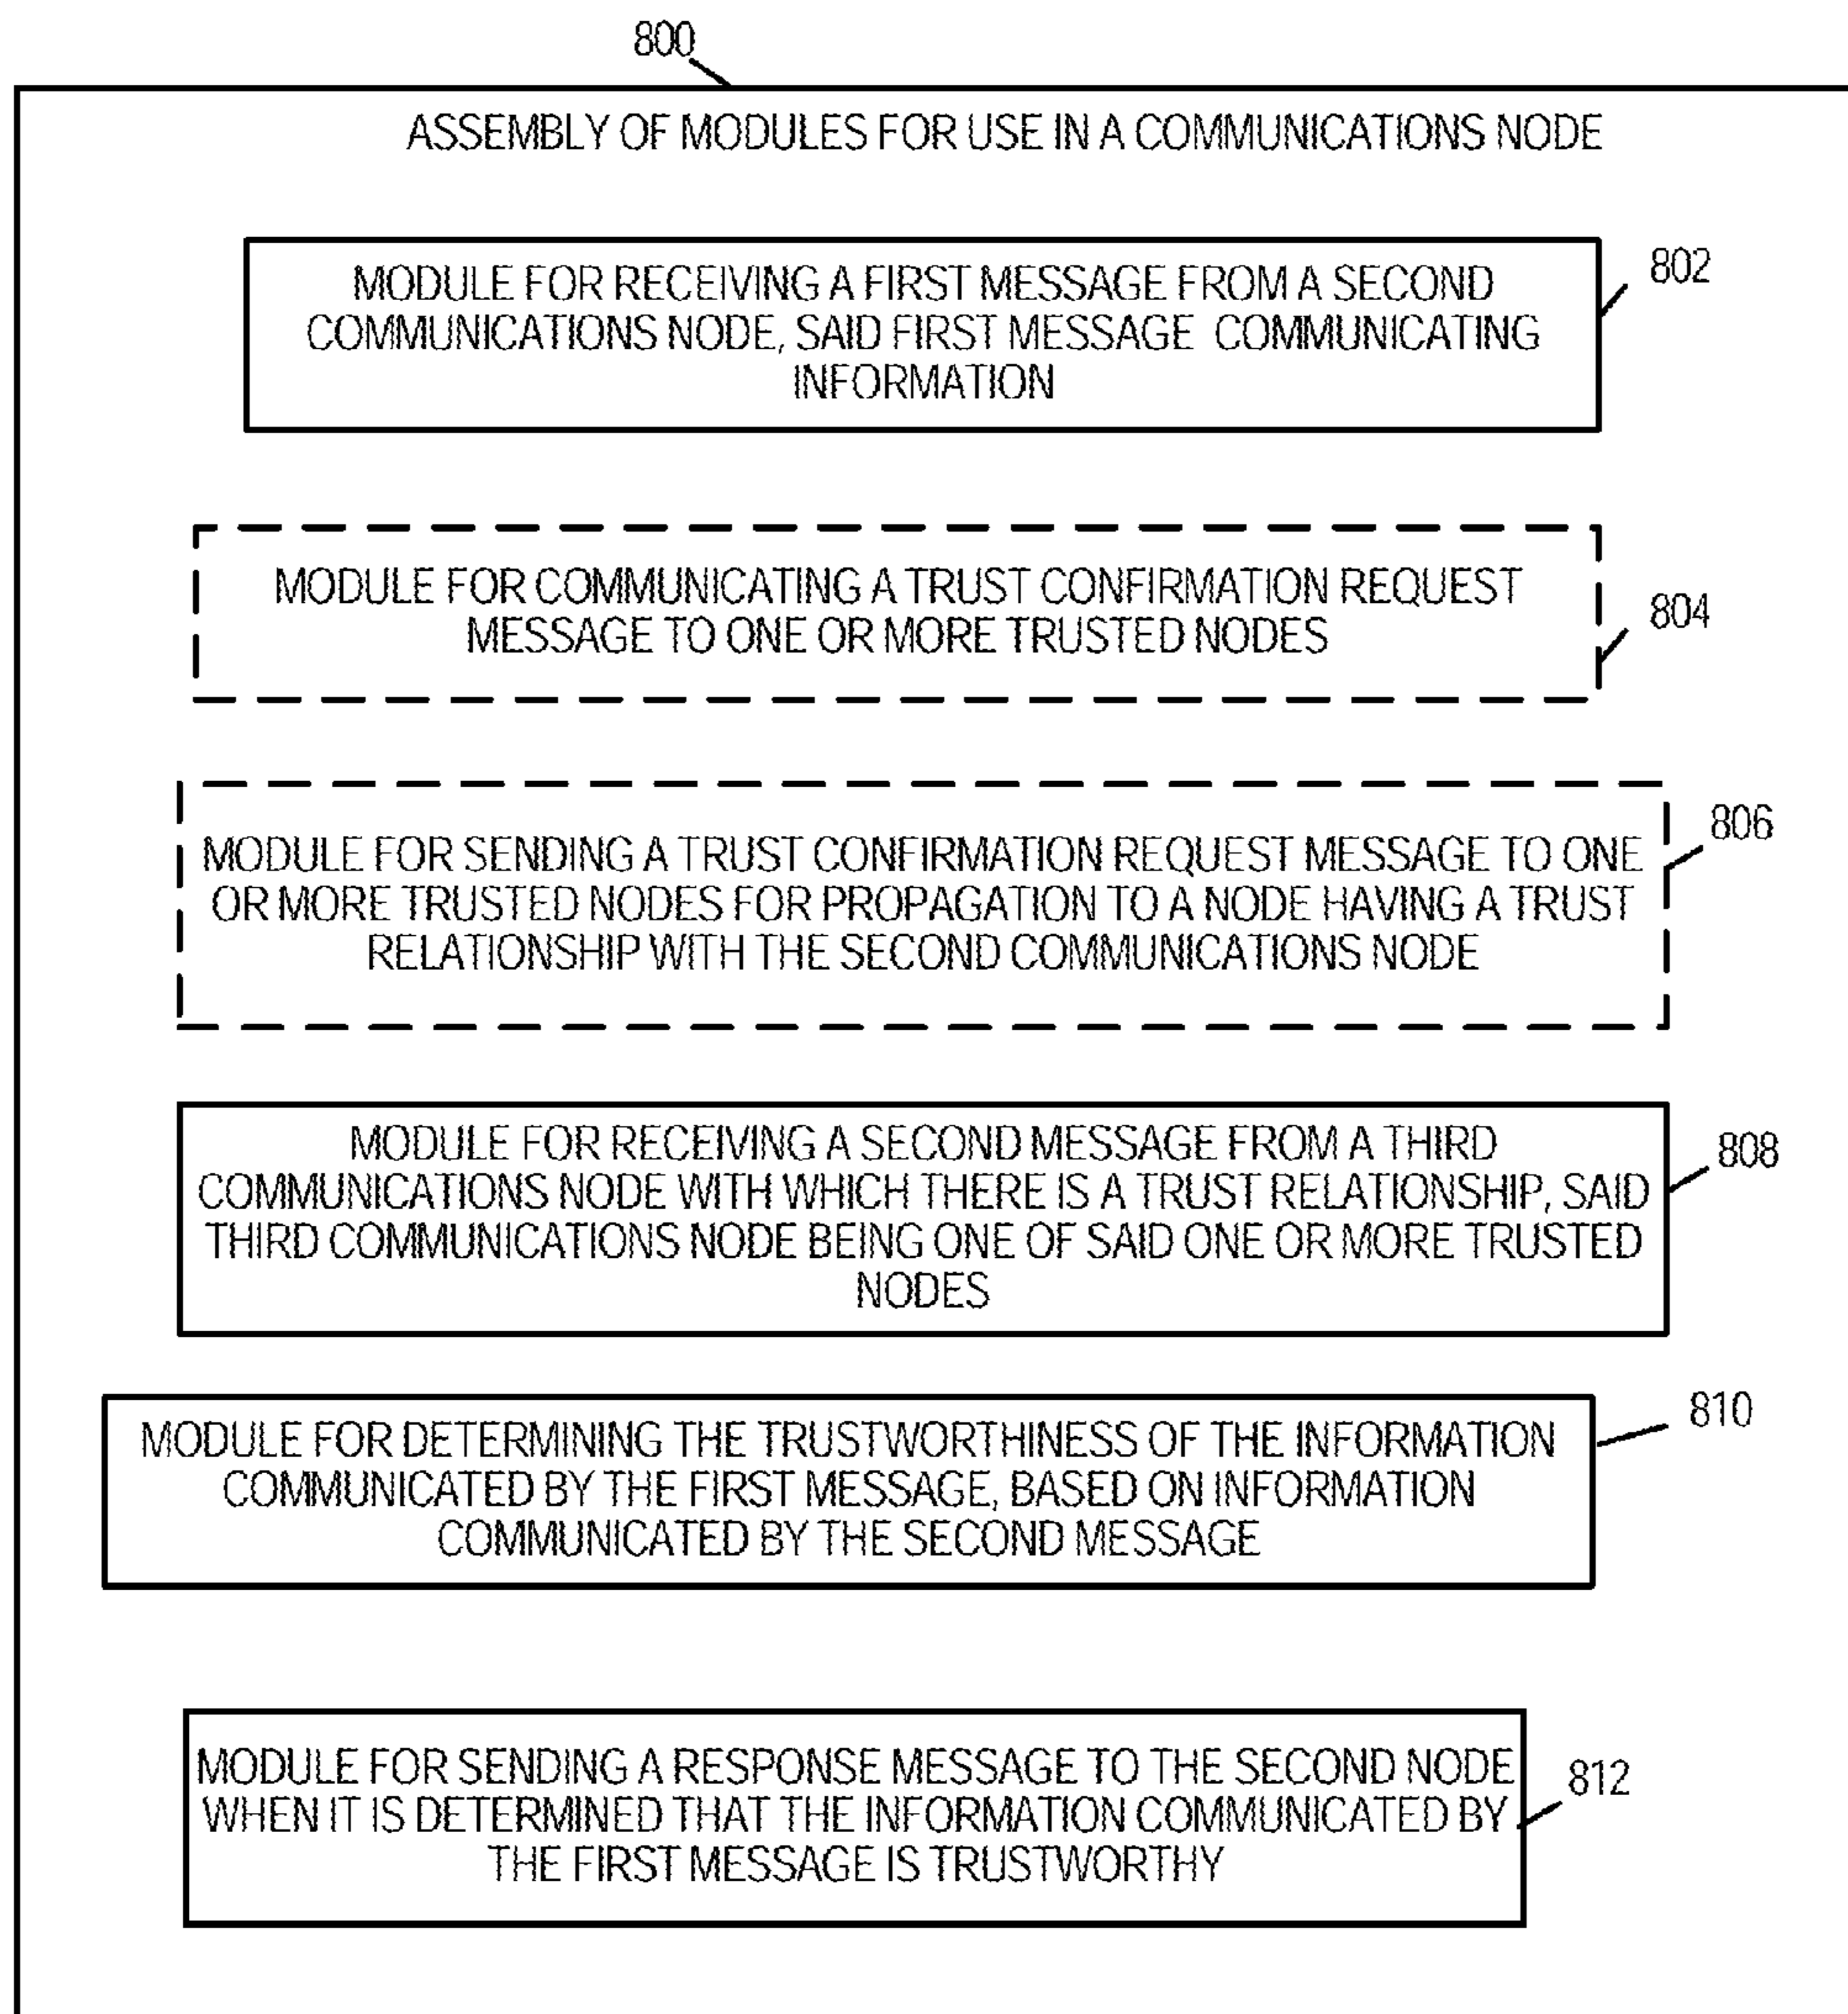 800
ASSEMBLY OF MODULES FOR USE IN A COMMUNICATIONS NODE
MODULE FOR RECEIVING A FIRST MESSAGE FROM A SECOND
COMMUNICATIONS NODE, SAID FIRST MESSAGE COMMUNICATING
INFORMATION
802
MODULE FOR COMMUNICATING A TRUST CONFIRMATION REQUEST
MESSAGE TO ONE OR MORE TRUSTED NODES
804
MODULE FOR SENDING A TRUST CONFIRMATION REQUEST MESSAGE TO ONE
OR MORE TRUSTED NODES FOR PROPAGATION TO A NODE HAVING A TRUST
RELATIONSHIP WITH THE SECOND COMMUNICATIONS NODE
806
MODULE FOR RECEIVING A SECOND MESSAGE FROM A THIRD
COMMUNICATIONS NODE WITH WHICH THERE IS A TRUST RELATIONSHIP, SAID
THIRD COMMUNICATIONS NODE BEING ONE OF SAID ONE OR MORE TRUSTED
NODES
808
MODULE FOR DETERMINING THE TRUSTWORTHINESS OF THE INFORMATION
COMMUNICATED BY THE FIRST MESSAGE, BASED ON INFORMATION
COMMUNICATED BY THE SECOND MESSAGE
810
MODULE FOR SENDING A RESPONSE MESSAGE TO THE SECOND NODE
WHEN IT IS DETERMINED THAT THE INFORMATION COMMUNICATED BY
THE FIRST MESSAGE IS TRUSTWORTHY
812